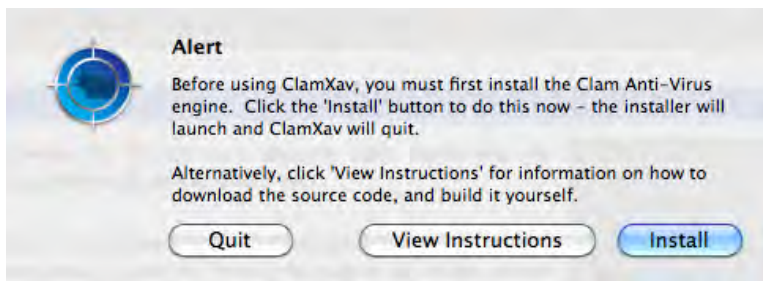 Alert
Before using ClamXav, you must first install the Clam Anti-Virus
engine.  Click the 'Install' button to do this now – the installer will
launch and ClamXav will quit.
Alternatively, click 'View Instructions' for information on how to
download the source code, and build it yourself.
Quit View Instructions Install